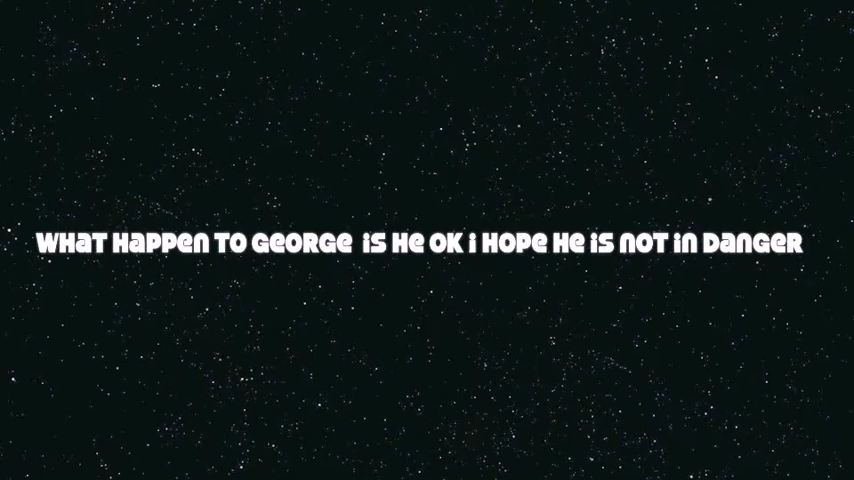 WHAT HAPPEN TO GEORGE IS HE OK I HOPE HE IS NOT IN DANGER